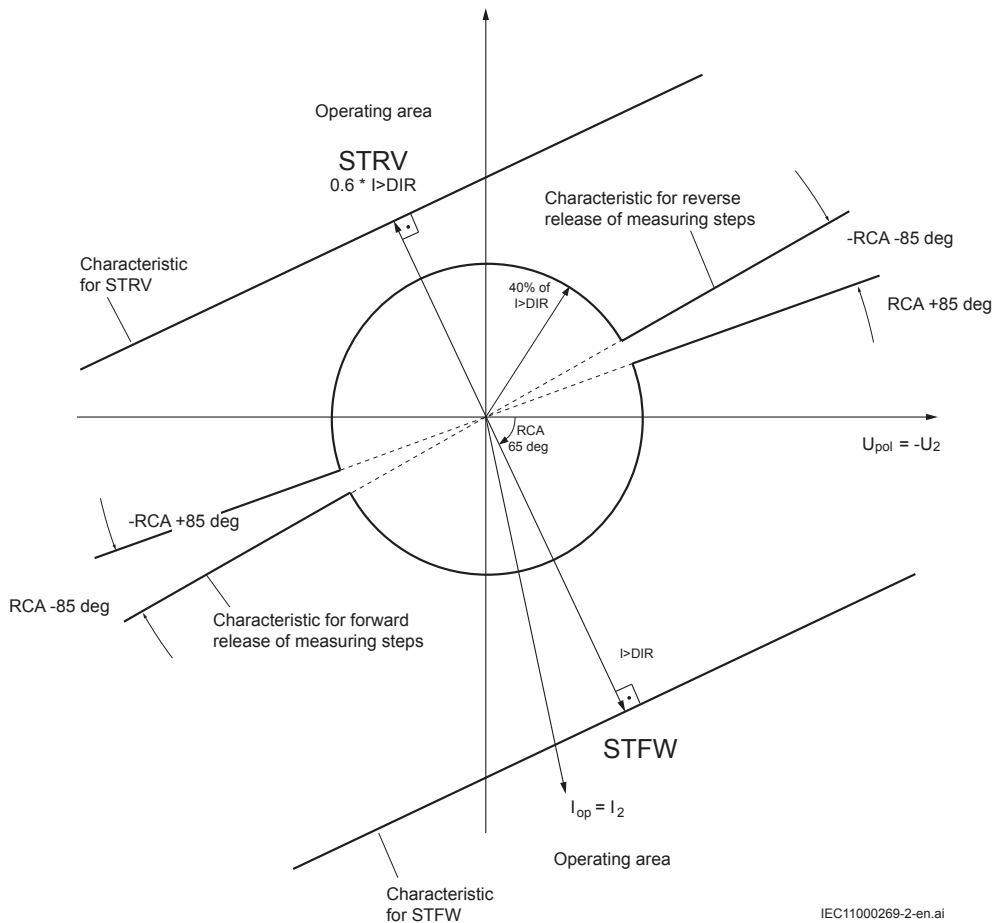 Operating area
STRV
0.6 * I>DIR
Characteristic for reverse
release of measuring steps
-RCA -85 deg
Characteristic
for STRV
40% of
I>DIR
RCA +85 deg
RCA
65 deg
Upol = -U2
-RCA +85 deg
RCA -85 deg
Characteristic for forward
release of measuring steps
I>DIR
STFW
Iop = I2
Operating area
Characteristic
for STFW
IEC11000269-2-en.ai